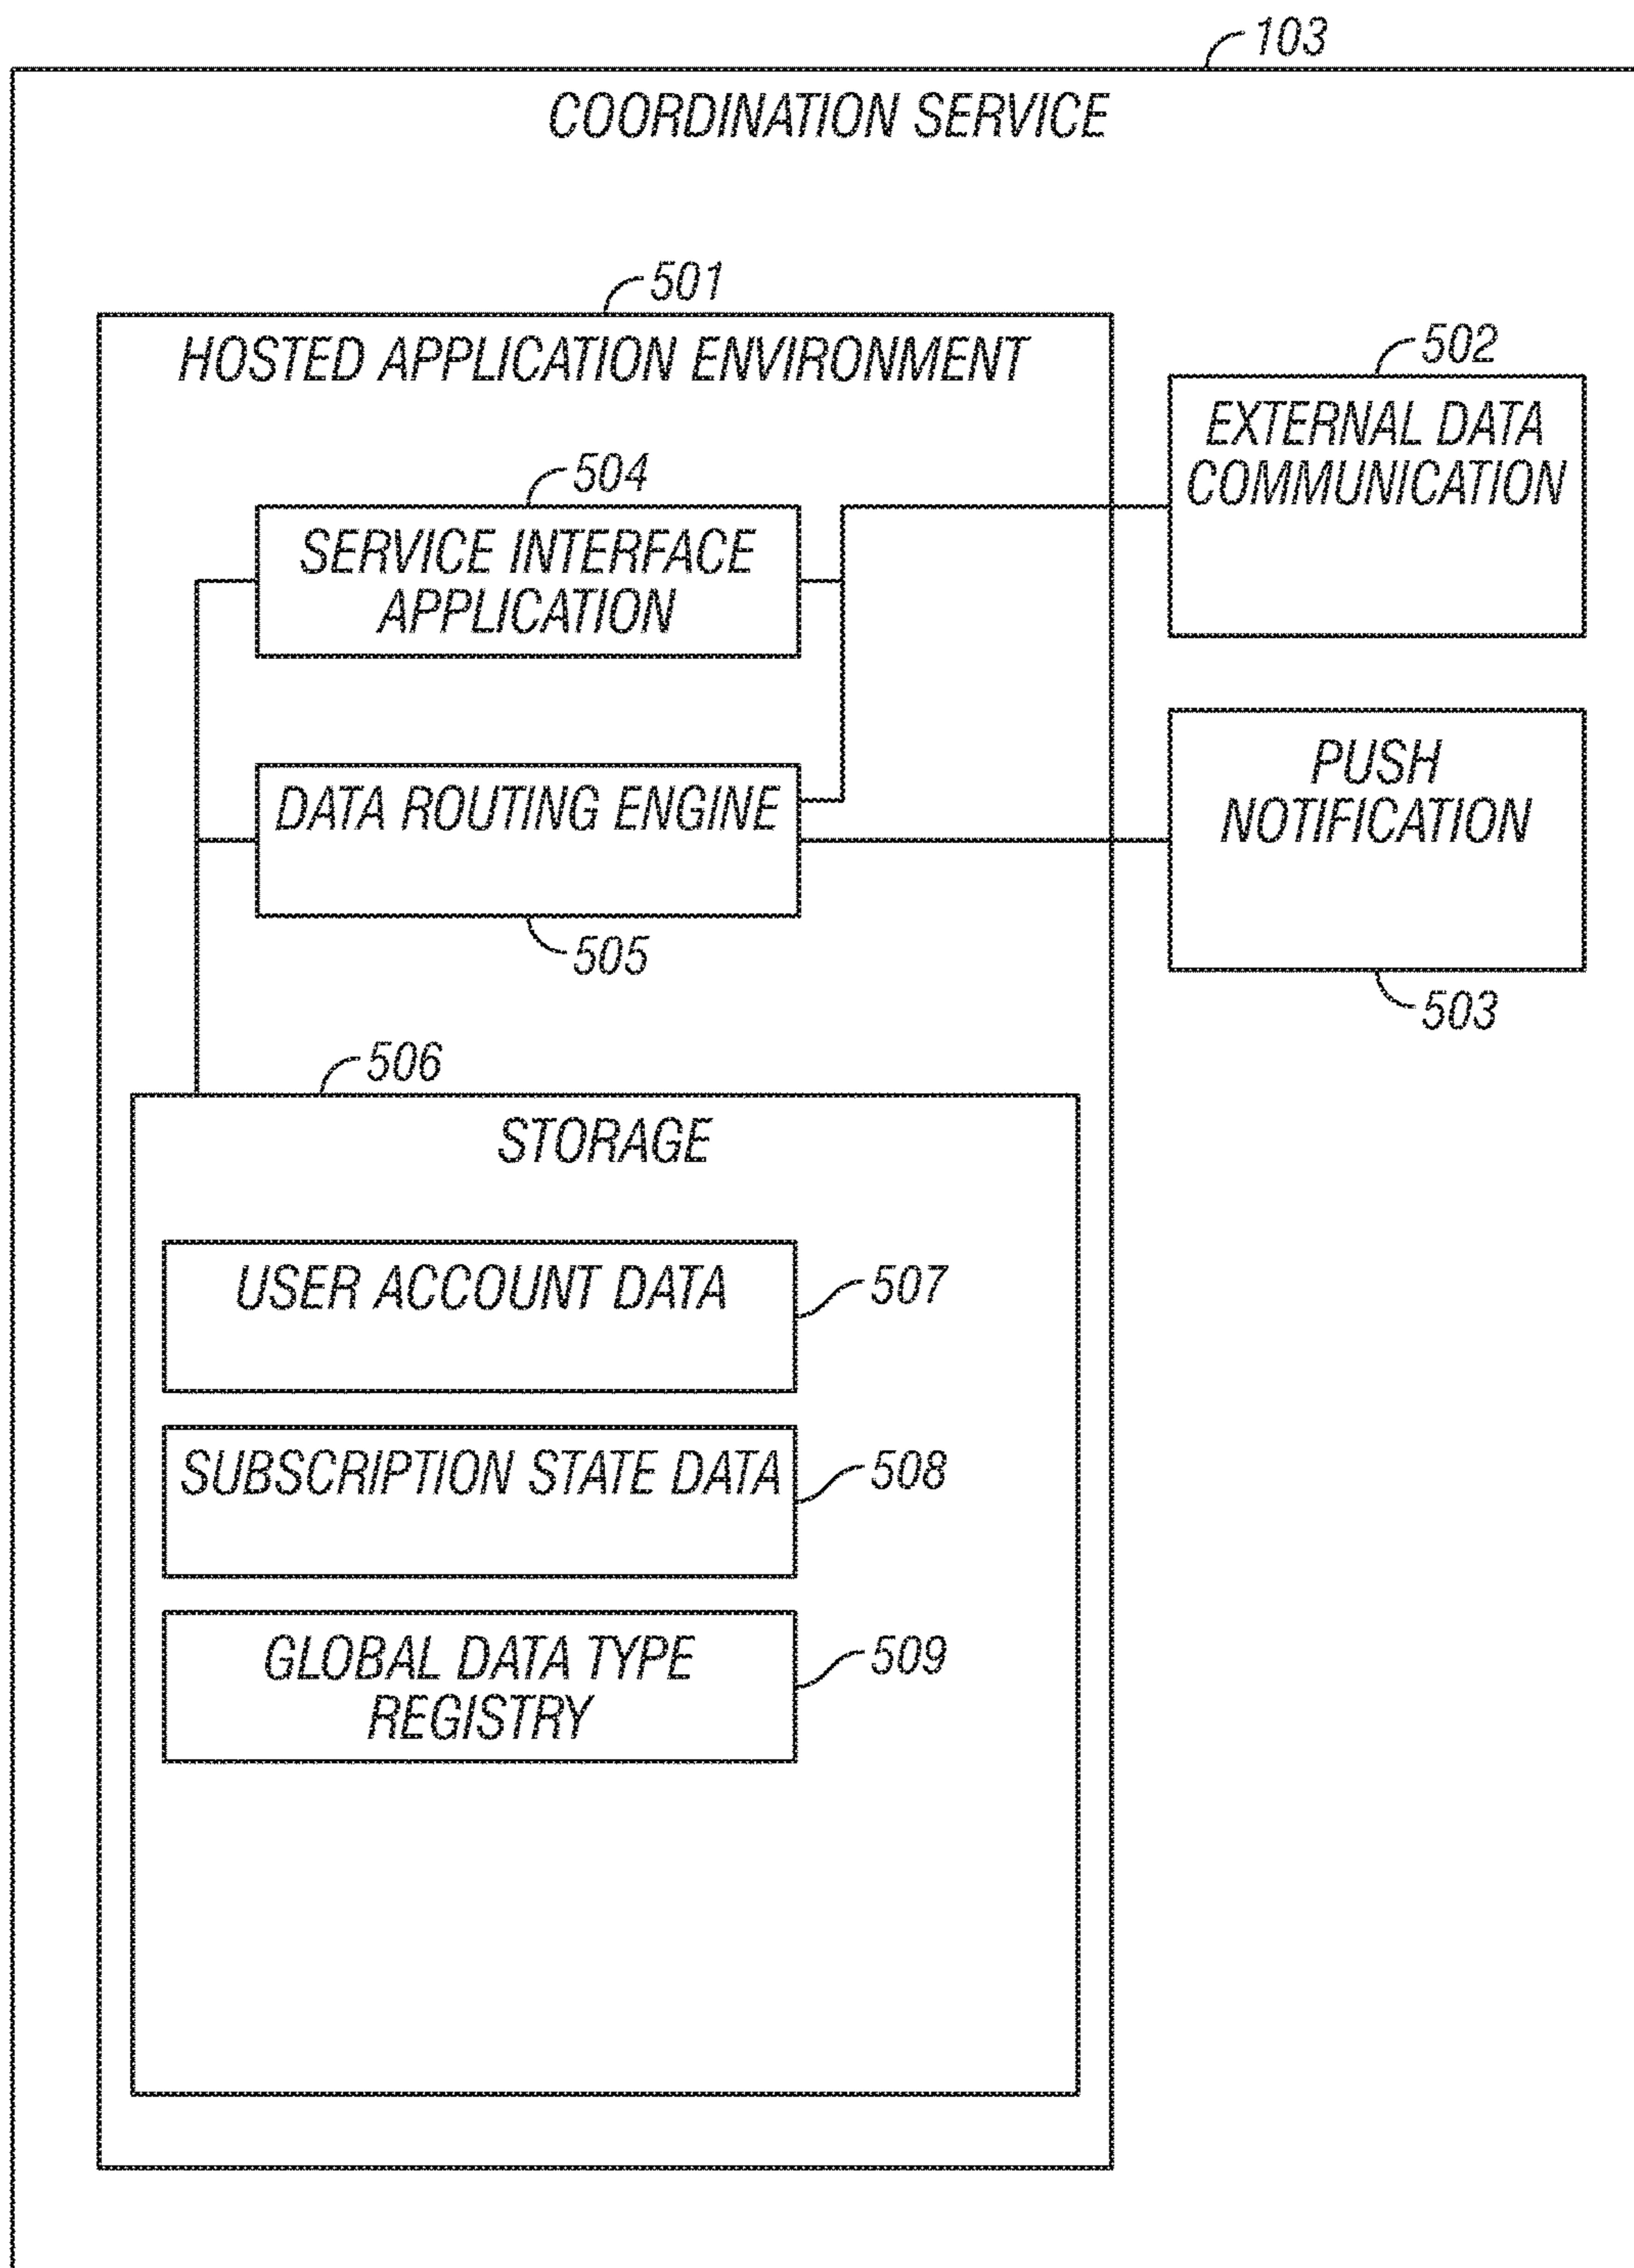 103
COORDINATION SERVICE
501
HOSTED APPLICATION ENVIRONMENT
502
EXTERNAL DATA
COMMUNICATION
504
SERVICE INTERFACE
APPLICATION
PUSH
NOTIFICATION
503
DATA ROUTING ENGINE
505
506
STORAGE
USER ACCOUNT DATA
507
SUBSCRIPTION STATE DATA
508
GLOBAL DATA TYPE
REGISTRY
509